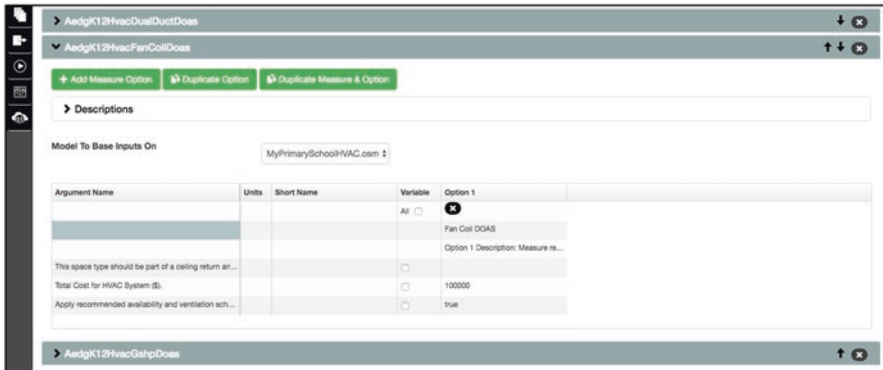 AedgK12HvacDualDuctDoas
AedgK12HvacFanCoilDoas
+ Add Measure Option Duplicate Option Duplicate Measure & Option
Descriptions
Model To Base Inputs On
MyPrimarySchoolHVAC.osm
Argument Name Units Short Name Variable Option 1
All
Fan Coil DOAS
Option 1 Description: Measure re...
This space type should be part of a ceiling return air...
Total Cost for HVAC System ($). 100000
Apply recommended availability and ventilation sch... true
AedgK12HvacGshpDoas